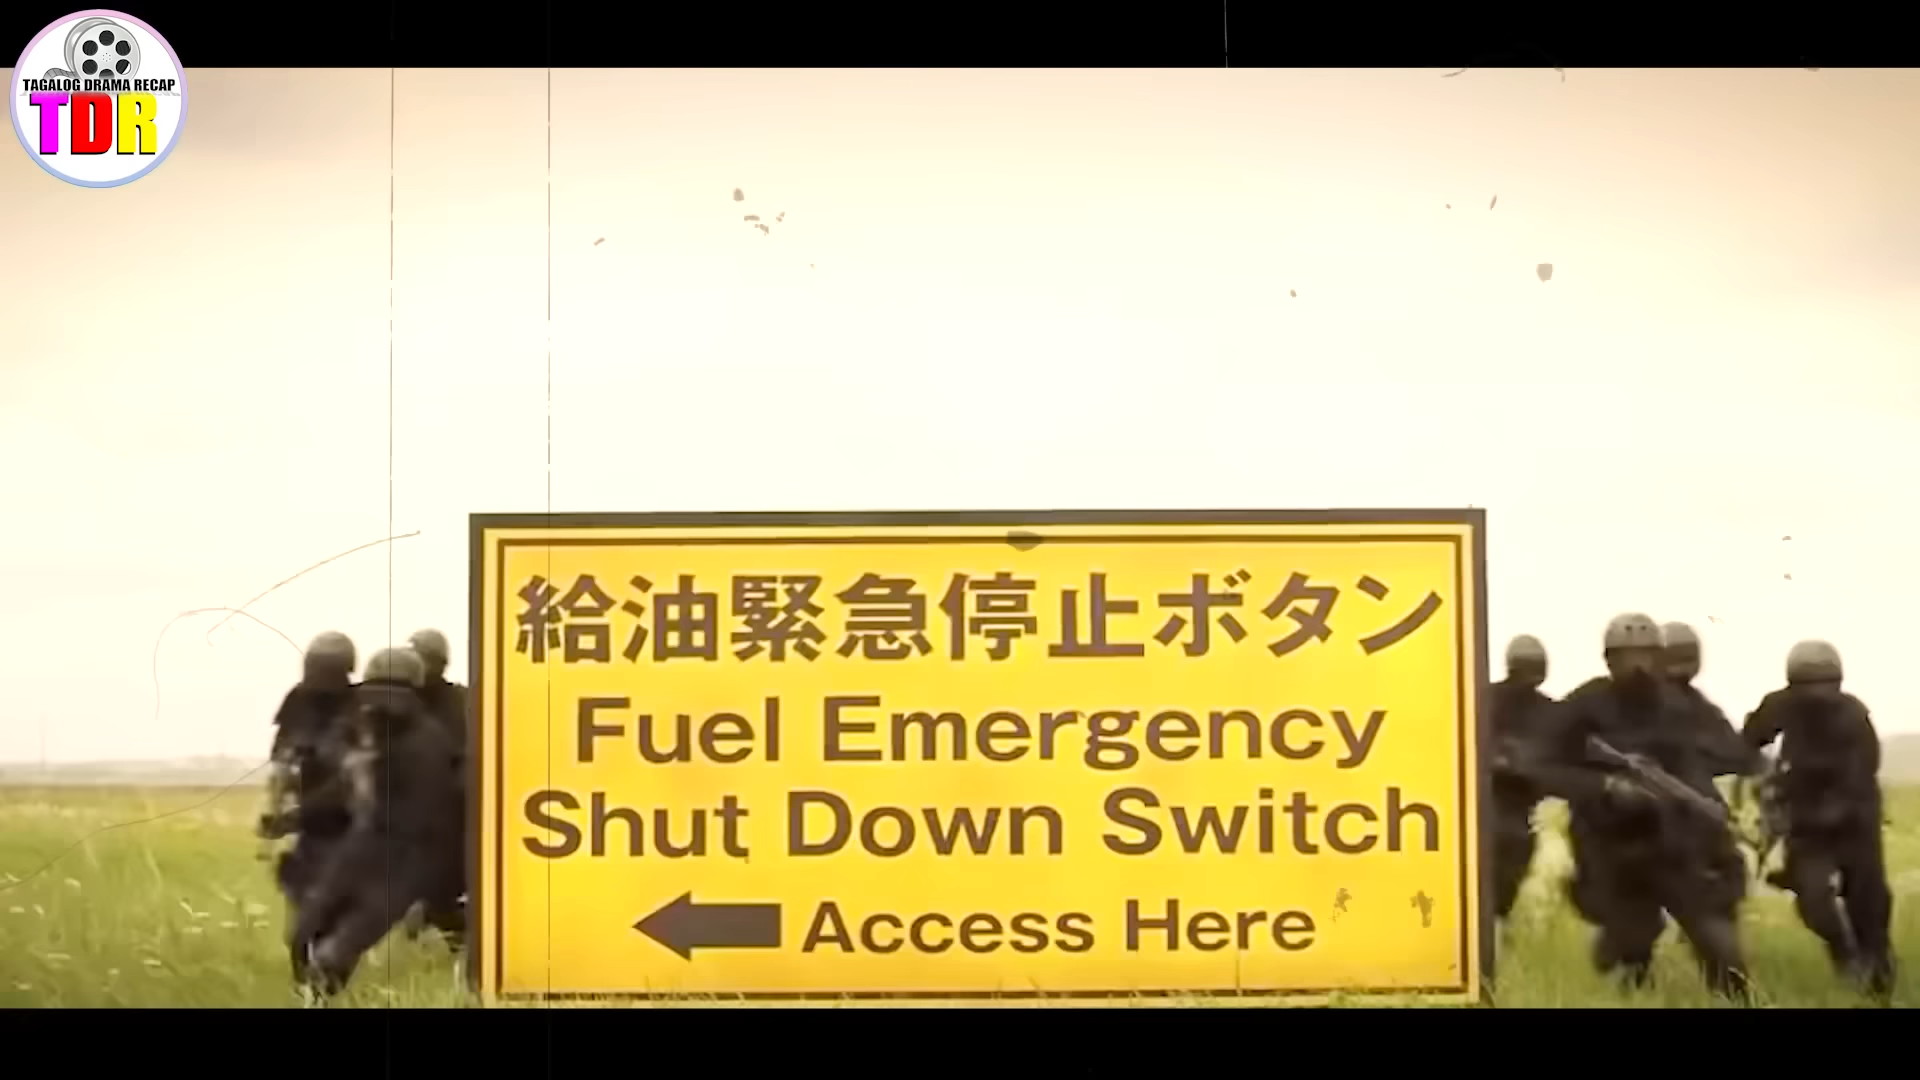 TAGALOG DRAMA RECAP
TDR
給油緊急停止ボタン
Fuel Emergency
Shut Down Switch
Access Here